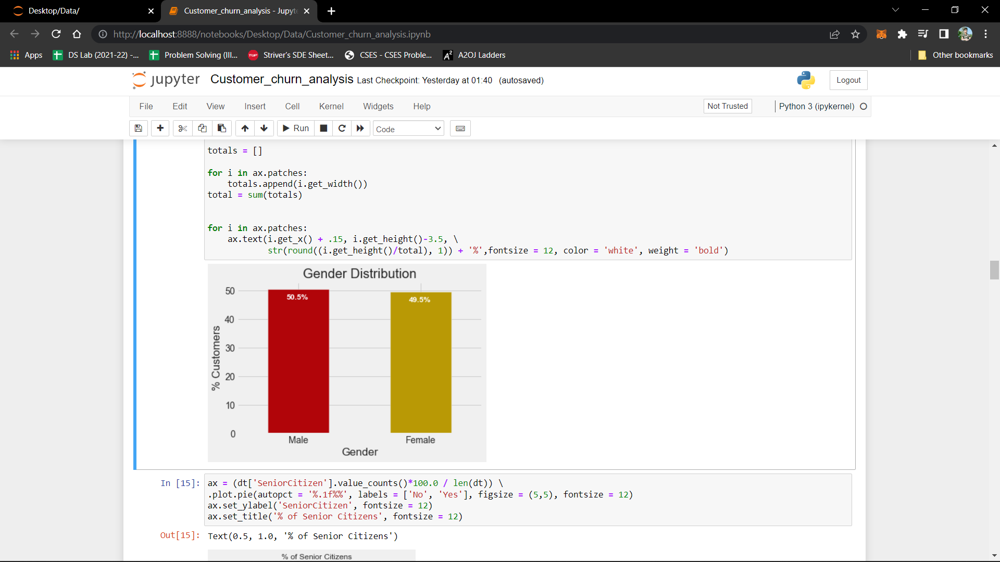 Desktop/Data/
Customer_churn_analysis - Jupyt
http://localhost:8888/notebooks/Desktop/Data/Customer_churn_analysis.ipynb
Apps
DS Lab (2021-22) -...
Problem Solving (III...
TUF
Striver's SDE Sheet...
CSES - CSES Proble...
A2OJ Ladders
Other bookmarks
jupyter Customer_churn_analysis Last Checkpoint: Yesterday at 01:40 (autosaved)
Logout
File Edit View Insert Cell Kernel Widgets Help
Not Trusted
Python 3 (ipykernel)
Run
Code
totals = []
for i in ax.patches:
    totals.append(i.get_width())
total = sum(totals)
for i in ax.patches:
    ax.text(i.get_x() + .15, i.get_height()-3.5, \
            str(round((i.get_height()/total), 1)) + '%',fontsize = 12, color = 'white', weight = 'bold')
Gender Distribution
50
40
30
20
10
0
% Customers
50.5%
49.5%
Male
Female
Gender
In [15]:
ax = (dt['SeniorCitizen'].value_counts()*100.0 / len(dt)) \
.plot.pie(autopct = '%.1f%%', labels = ['No', 'Yes'], figsize = (5,5), fontsize = 12)
ax.set_ylabel('SeniorCitizen', fontsize = 12)
ax.set_title('% of Senior Citizens', fontsize = 12)
Out[15]: Text(0.5, 1.0, '% of Senior Citizens')
% of Senior Citizens